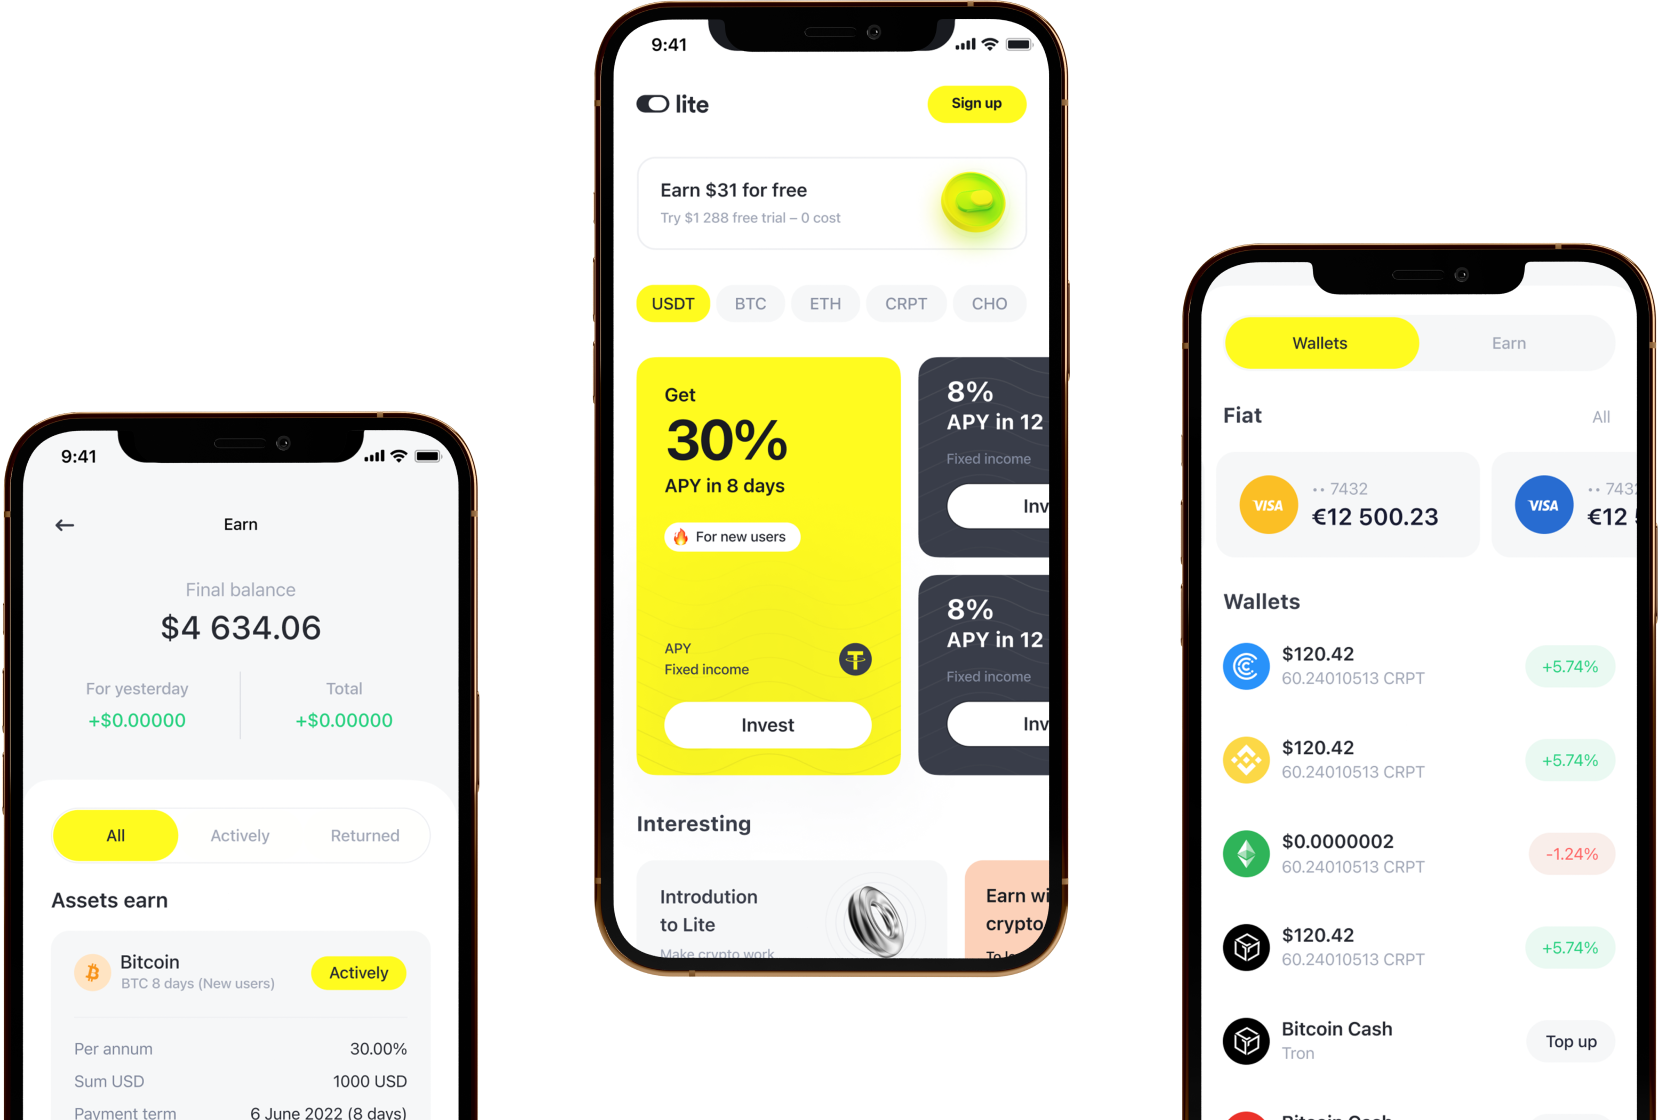 9:41
Earn
Final balance
$4 634.06
For yesterday
Total
+$0.00000
+$0.00000
All
Actively
Returned
Assets earn
Bitcoin
BTC 8 days (New users)
Actively
Per annum
30.00%
Sum USD
1000 USD
Payment term
6 June 2022 (8 days)
9:41
lite
Sign up
Earn $31 for free
Try $1 288 free trial – 0 cost
USDT
BTC
ETH
CRPT
CHO
Get
30%
APY in 8 days
For new users
APY
Fixed income
Invest
8%
APY in 12
Fixed income
Inv
8%
APY in 12
Fixed income
Inv
Interesting
Introdution
to Lite
Make crypto work
Earn wi
crypto
Wallets
Earn
Fiat
All
VISA
•• 7432
€12 500.23
VISA
•• 743
€12
Wallets
$120.42
60.24010513 CRPT
+5.74%
$120.42
60.24010513 CRPT
+5.74%
$0.0000002
60.24010513 CRPT
-1.24%
$120.42
60.24010513 CRPT
+5.74%
Bitcoin Cash
Tron
Top up
Bitcoin Cash